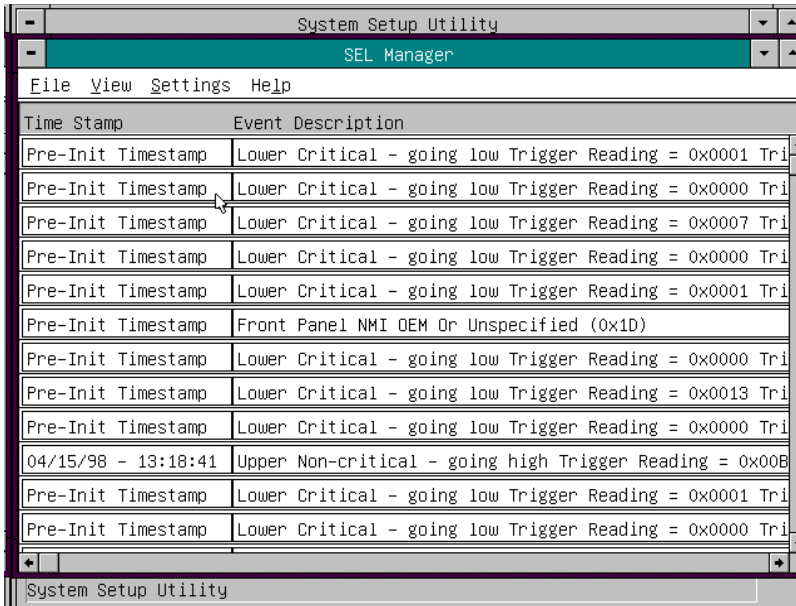 System Setup Utility
SEL Manager
File View Settings Help
Time Stamp Event Description
Pre-Init Timestamp Lower Critical - going low Trigger Reading = 0x0001 Tri
Pre-Init Timestamp Lower Critical - going low Trigger Reading = 0x0000 Tri
Pre-Init Timestamp Lower Critical - going low Trigger Reading = 0x0007 Tri
Pre-Init Timestamp Lower Critical - going low Trigger Reading = 0x0000 Tri
Pre-Init Timestamp Lower Critical - going low Trigger Reading = 0x0001 Tri
Pre-Init Timestamp Front Panel NMI OEM Or Unspecified (0x1D)
Pre-Init Timestamp Lower Critical - going low Trigger Reading = 0x0000 Tri
Pre-Init Timestamp Lower Critical - going low Trigger Reading = 0x0013 Tri
Pre-Init Timestamp Lower Critical - going low Trigger Reading = 0x0000 Tri
04/15/98 - 13:18:41 Upper Non-critical - going high Trigger Reading = 0x00B
Pre-Init Timestamp Lower Critical - going low Trigger Reading = 0x0001 Tri
Pre-Init Timestamp Lower Critical - going low Trigger Reading = 0x0000 Tri
System Setup Utility